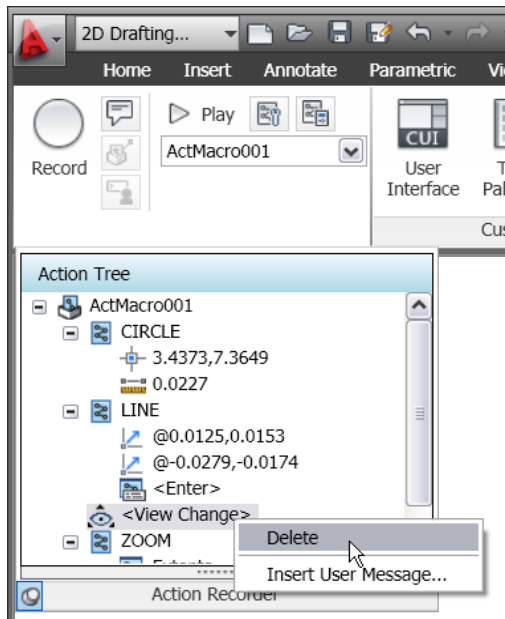 2D Drafting...
Home Insert Annotate Parametric
Play
ActMacro001
Record
CUI
User
Interface
Action Tree
ActMacro001
CIRCLE
3.4373,7.3649
0.0227
LINE
@0.0125,0.0153
@-0.0279,-0.0174
<Enter>
<View Change>
ZOOM
Delete
Insert User Message...
Action Recorder